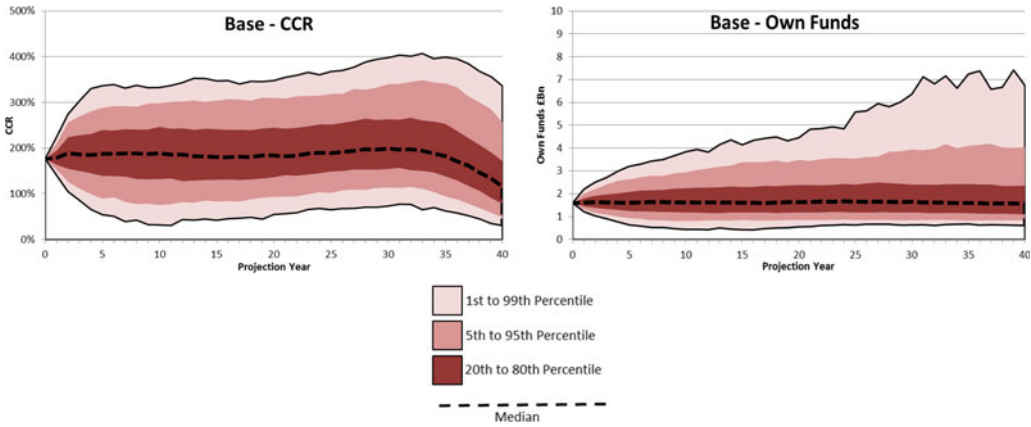 Base - CCR
500%
400%
300%
200%
100%
0%
CCR
0 5 10 15 20 25 30 35 40
Projection Year
Base - Own Funds
10
9
8
7
6
5
4
3
2
1
0
Own Funds £Bn
0 5 10 15 20 25 30 35 40
Projection Year
1st to 99th Percentile
5th to 95th Percentile
20th to 80th Percentile
Median